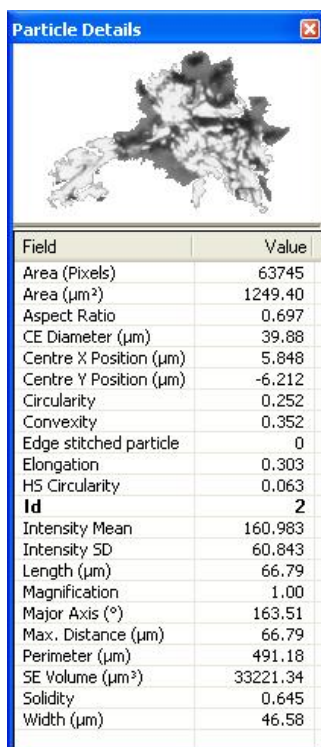 Particle Details
Field Value
Area (Pixels) 63745
Area (µm²) 1249.40
Aspect Ratio 0.697
CE Diameter (µm) 39.88
Centre X Position (µm) 5.848
Centre Y Position (µm) -6.212
Circularity 0.252
Convexity 0.352
Edge stitched particle 0
Elongation 0.303
HS Circularity 0.063
Id 2
Intensity Mean 160.983
Intensity SD 60.843
Length (µm) 66.79
Magnification 1.00
Major Axis (°) 163.51
Max. Distance (µm) 66.79
Perimeter (µm) 491.18
SE Volume (µm³) 33221.34
Solidity 0.645
Width (µm) 46.58